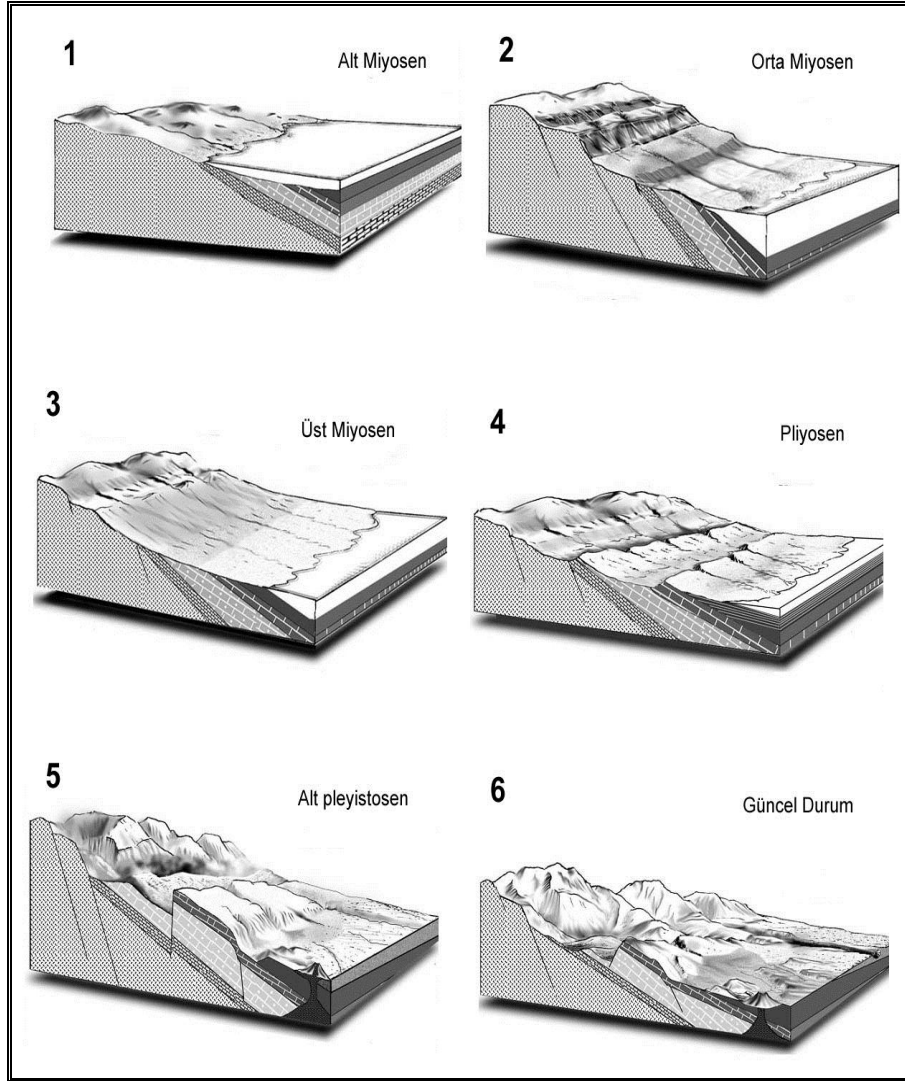 1
Alt Miyosen
2
Orta Miyosen
3
Üst Miyosen
4
Pliyosen
5
Alt pleyistosen
6
Güncel Durum